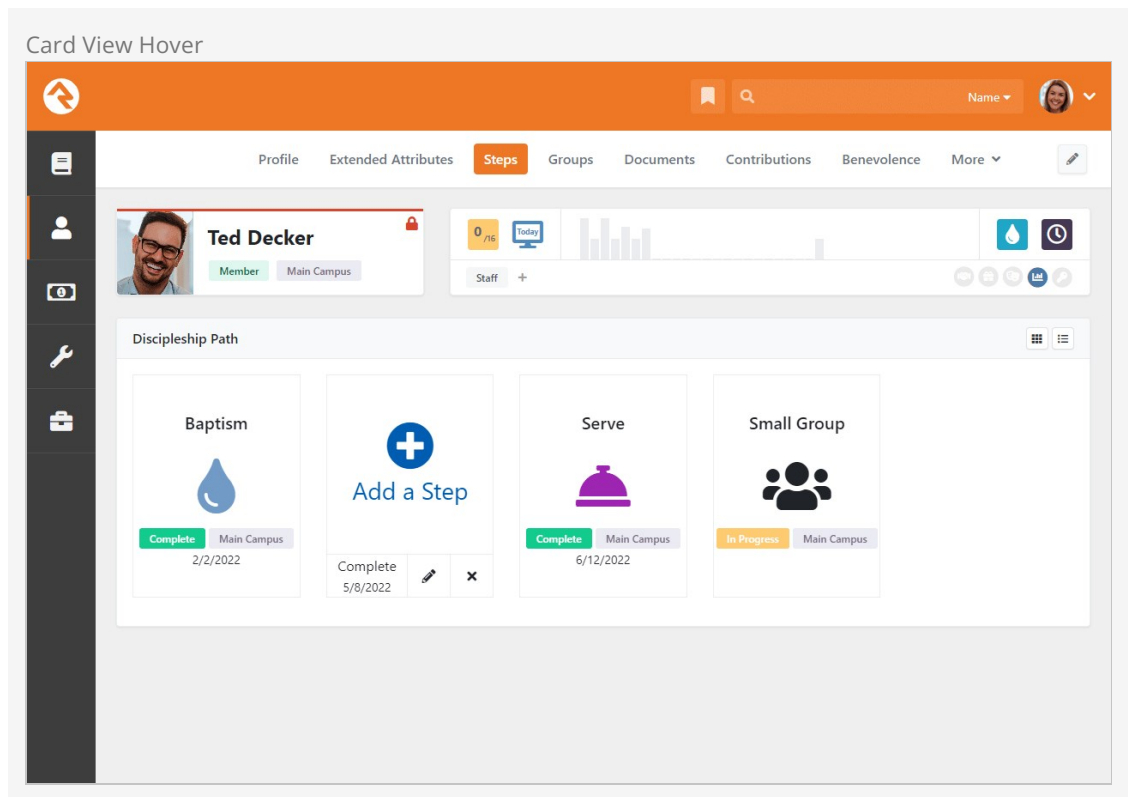 Card View Hover
Name
Profile Extended Attributes Steps Groups Documents Contributions Benevolence More
Ted Decker
Member Main Campus
0 /16 Today
Staff +
Discipleship Path
Baptism
Complete Main Campus
2/2/2022
Add a Step
Complete
5/8/2022
Serve
Complete Main Campus
6/12/2022
Small Group
In Progress Main Campus